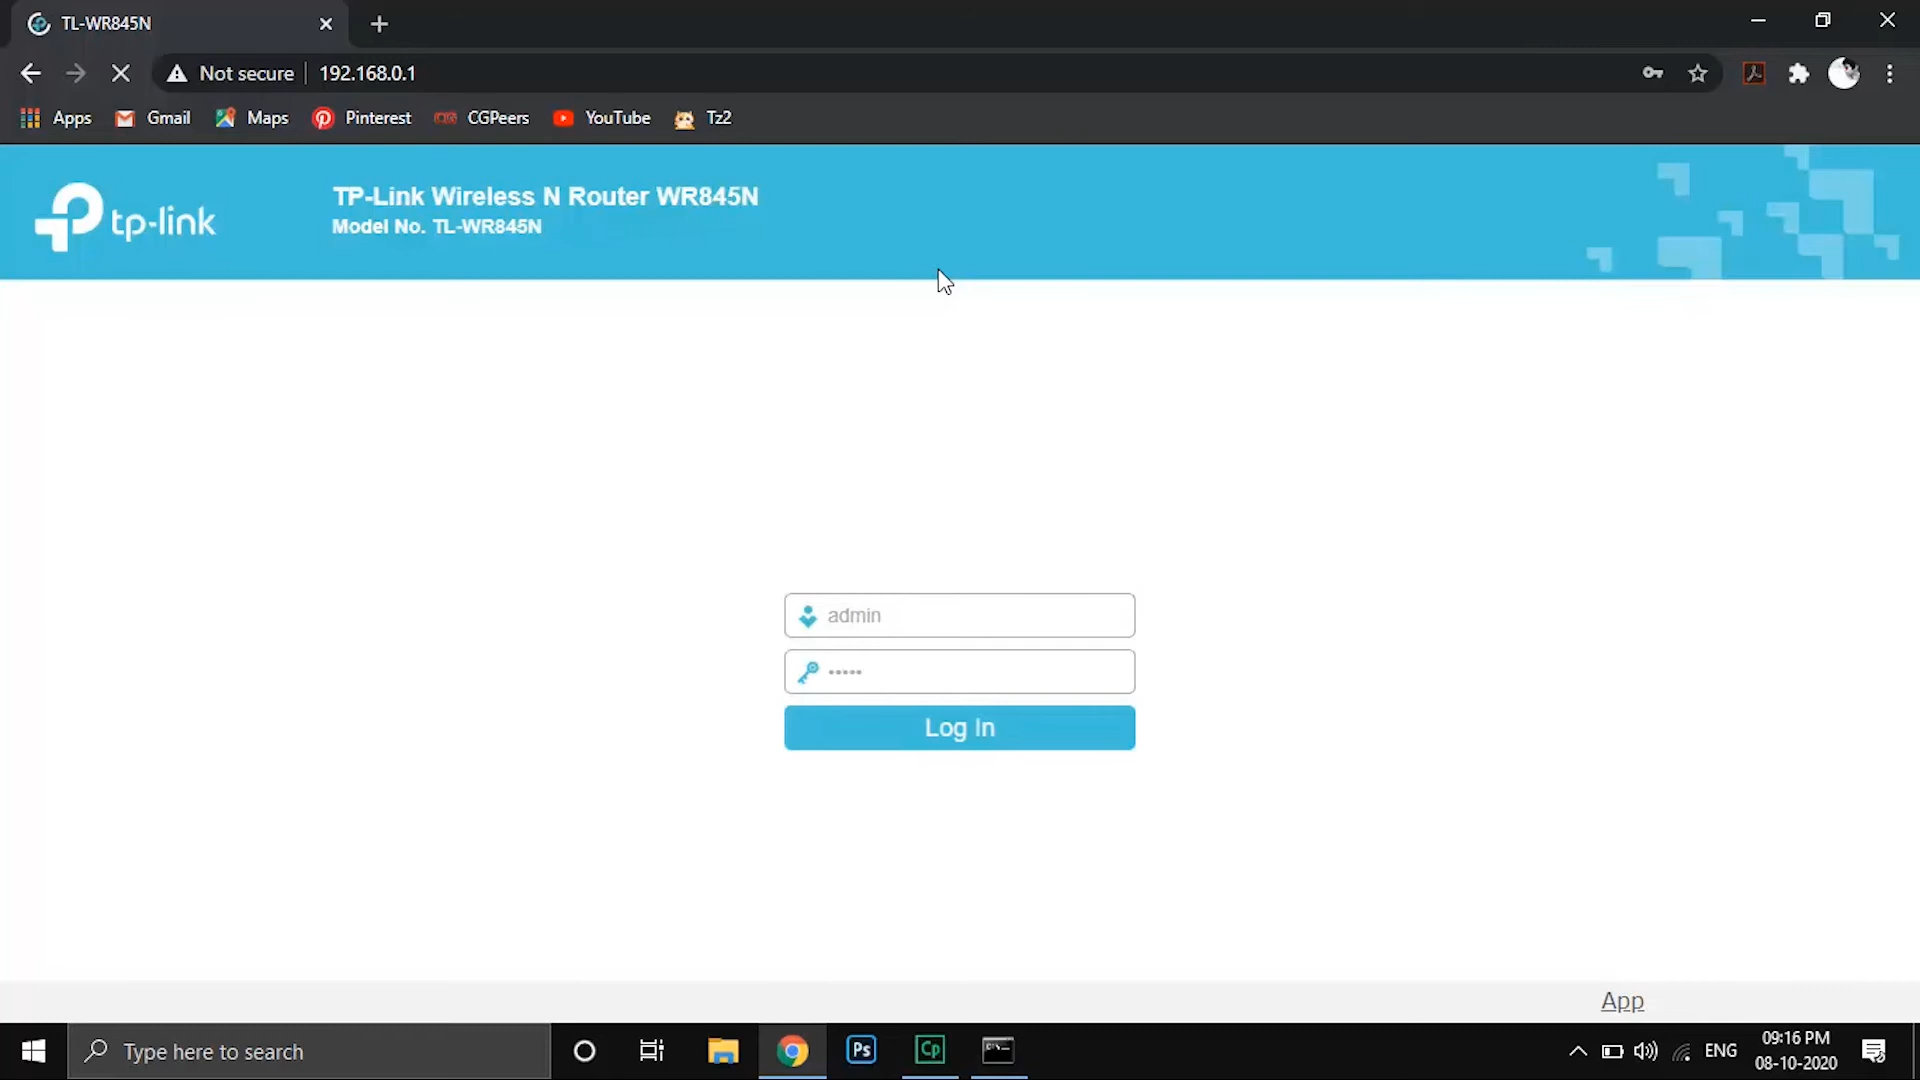 TL-WR845N
Not secure 192.168.0.1
Apps Gmail Maps Pinterest CGPeers YouTube Tz2
tp-link
TP-Link Wireless N Router WR845N
Model No. TL-WR845N
admin
•••••
Log In
App
Type here to search
Ps
Cp
ENG
09:16 PM
08-10-2020